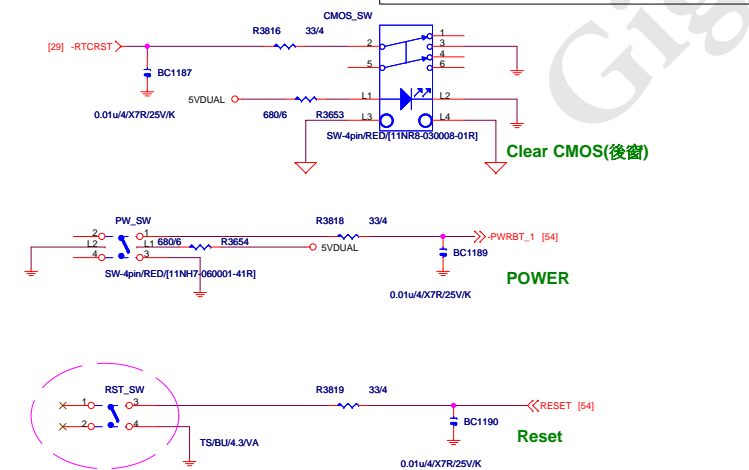 CMOS_SW
R3816 33/4
[29] -RTCRST
2 1
3
4
5 6
BC1187
0.01u/4/X7R/25V/K
5VDUAL
L1 L2
680/6 R3653
L3 L4
SW-4pin/RED/[11NR8-030008-01R]
Clear CMOS(後窗)
PW_SW
R3818 33/4
2 1
-PWRBT_1 [54]
L2 L1 680/6 R3654
5VDUAL
4 3
BC1189
SW-4pin/RED/[11NH7-060001-41R]
POWER
0.01u/4/X7R/25V/K
RST_SW
R3819 33/4
1 3
RESET [54]
2 4
BC1190
Reset
TS/BU/4.3/VA
0.01u/4/X7R/25V/K
Gig